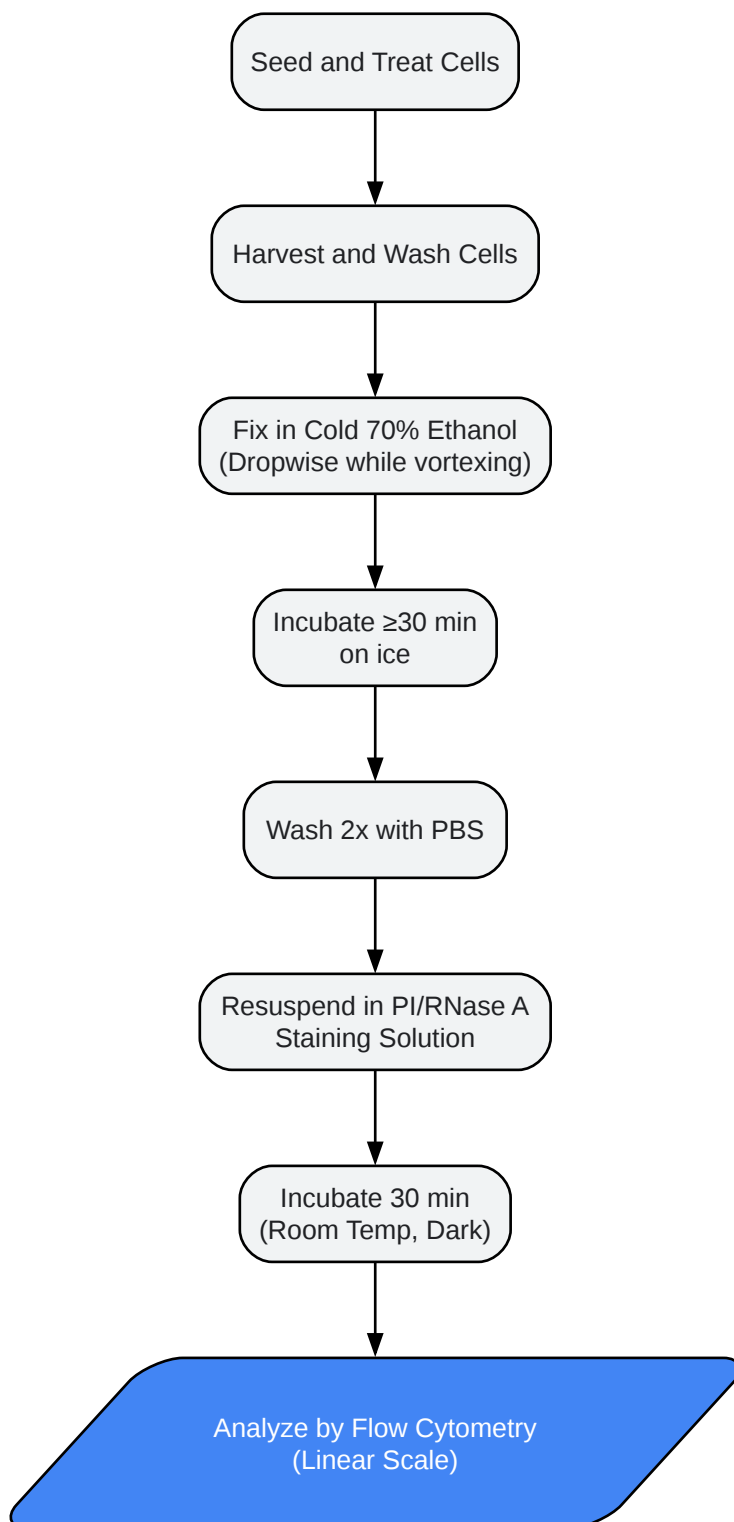 Seed and Treat Cells
Harvest and Wash Cells
Fix in Cold 70% Ethanol
(Dropwise while vortexing)
Incubate ≥30 min
on ice
Wash 2x with PBS
Resuspend in PI/RNase A
Staining Solution
Incubate 30 min
(Room Temp, Dark)
Analyze by Flow Cytometry
(Linear Scale)